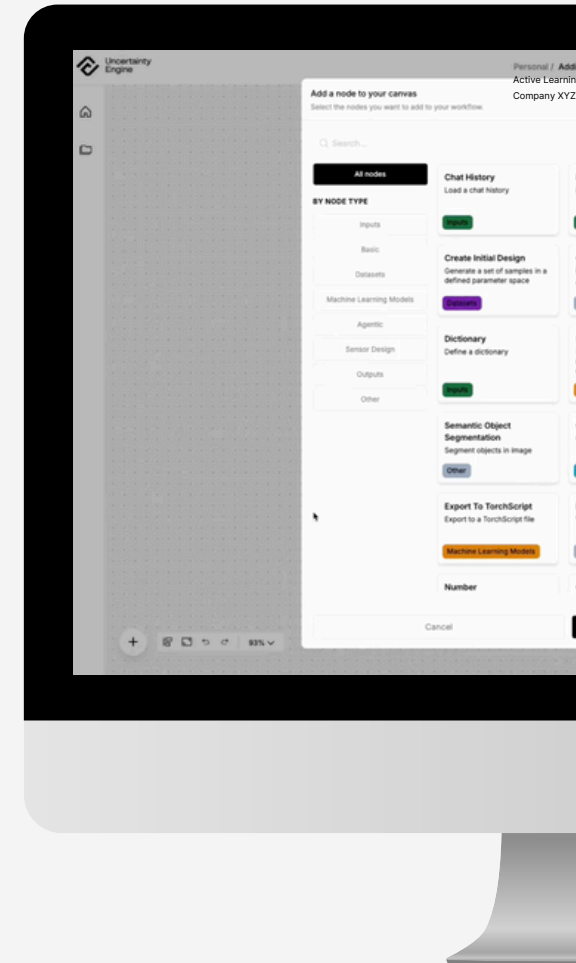 Uncertainty
Engine
Personal /
Active
Company XYZ
Add a node to your canvas
Select the nodes you want to add to your workflow.
Search...
All nodes
BY NODE TYPE
Inputs
Basic
Datasets
Machine Learning Models
Agentic
Sensor Design
Outputs
Other
Chat History
Load a chat history
Inputs
Create Initial Design
Generate a set of samples in a
defined parameter space
Datasets
Dictionary
Define a dictionary
Inputs
Semantic Object
Segmentation
Segment objects in image
Other
Export To TorchScript
Export to a TorchScript file
Machine Learning Models
Number
Cancel
93%